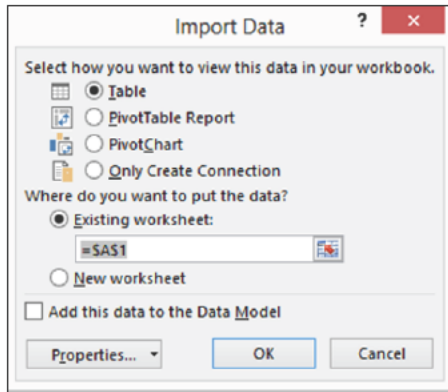 Import Data
?
×
Select how you want to view this data in your workbook.
Table
PivotTable Report
PivotChart
Only Create Connection
Where do you want to put the data?
Existing worksheet:
=$A$1
New worksheet
Add this data to the Data Model
Properties...
OK
Cancel